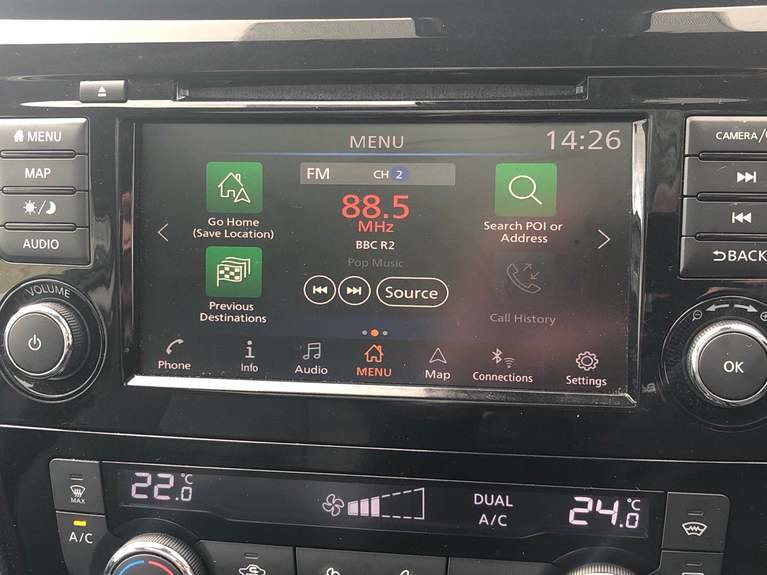 MENU
MAP
AUDIO
VOLUME
MENU
14:26
FM CH 2
88.5
MHz
BBC R2
Pop Music
Source
Go Home
(Save Location)
Previous
Destinations
Search POI or
Address
Call History
Phone
Info
Audio
MENU
Map
Connections
Settings
CAMERA/
BACK
OK
MAX
A/C
22.0 °C
DUAL
A/C
24.0 °C